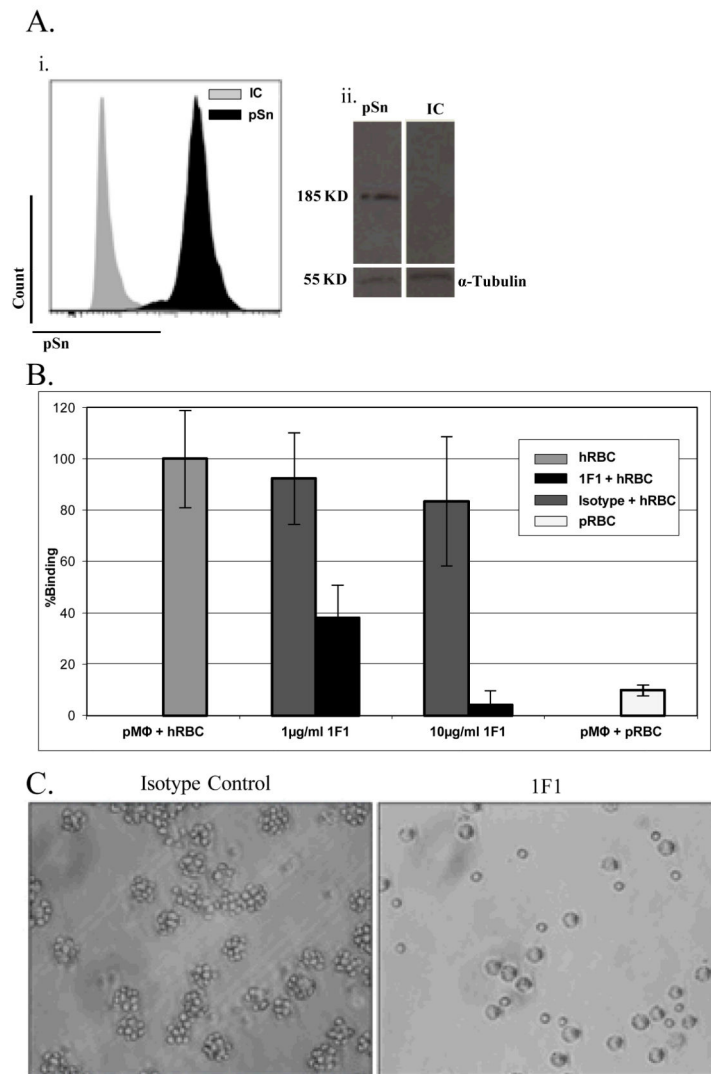 A.
i.
IC
pSn
Count
pSn
ii.
pSn
IC
185 KD
55 KD
α-Tubulin
B.
120
100
80
60
40
20
0
%Binding
hRBC
1F1 + hRBC
Isotype + hRBC
pRBC
pMΦ + hRBC
1µg/ml 1F1
10µg/ml 1F1
pMΦ + pRBC
C.
Isotype Control
1F1